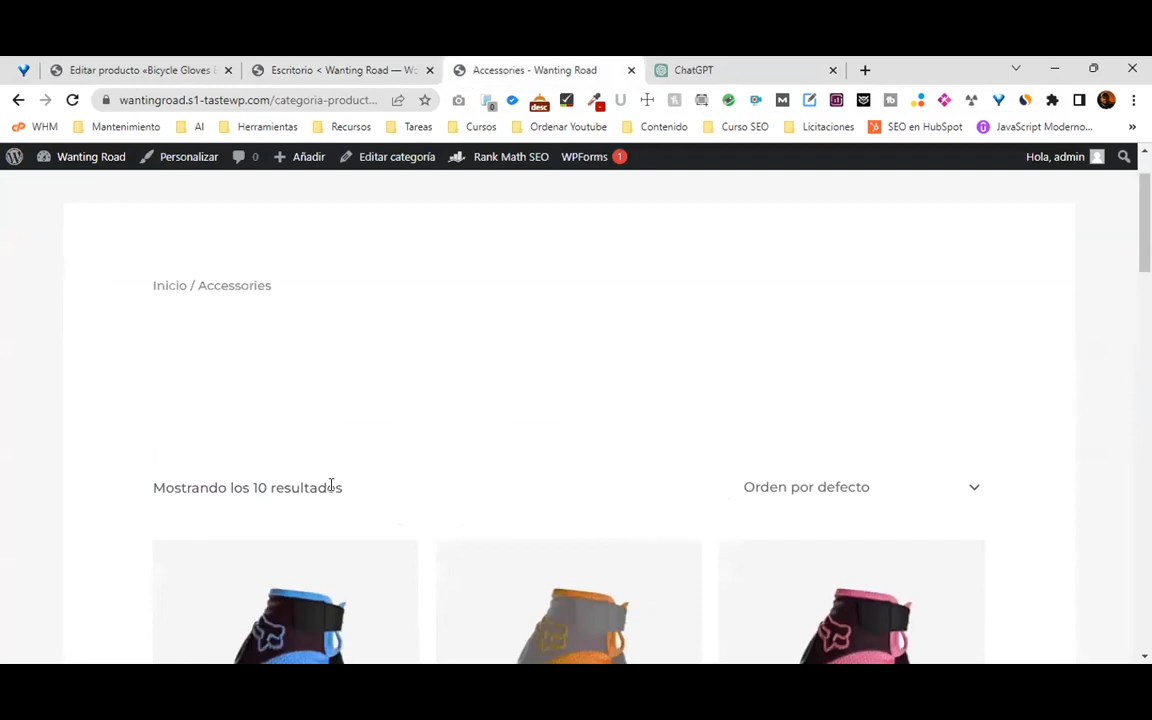 Editar producto «Bicycle Gloves
Escritorio < Wanting Road — Wo
Accessories - Wanting Road
ChatGPT
wantingroad.s1-tastewp.com/categoria-product...
0
desc
M
WHM
Mantenimiento
AI
Herramientas
Recursos
Tareas
Cursos
Ordenar Youtube
Contenido
Curso SEO
Licitaciones
SEO en HubSpot
JavaScript Moderno...
»
Wanting Road
Personalizar
0
Añadir
Editar categoría
Rank Math SEO
WPForms 1
Hola, admin
Inicio / Accessories
Mostrando los 10 resultados
Orden por defecto